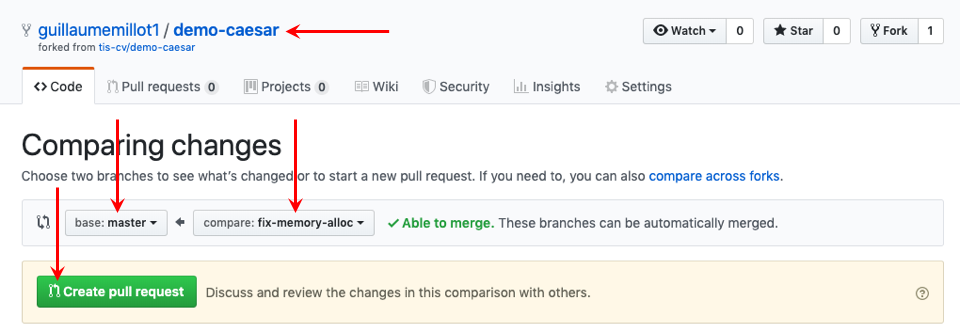 guillaumemillot1 / demo-caesar Watch 0 Star 0 Fork 1
forked from tis-cv/demo-caesar
Code Pull requests 0 Projects 0 Wiki Security Insights Settings
Comparing changes
Choose two branches to see what's changed or to start a new pull request. If you need to, you can also compare across forks.
base: master compare: fix-memory-alloc Able to merge. These branches can be automatically merged.
Create pull request Discuss and review the changes in this comparison with others. ?